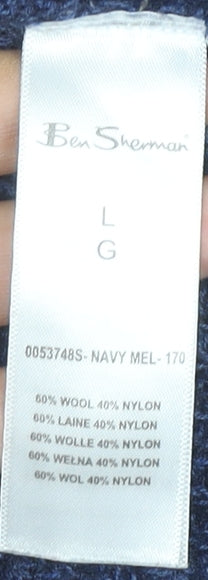 Ben Sherman
L
G
0053748S- NAVY MEL- 170
60% WOOL 40% NYLON
60% LAINE 40% NYLON
60% WOLLE 40% NYLON
60% WEŁNA 40% NYLON
60% WOL 40% NYLON